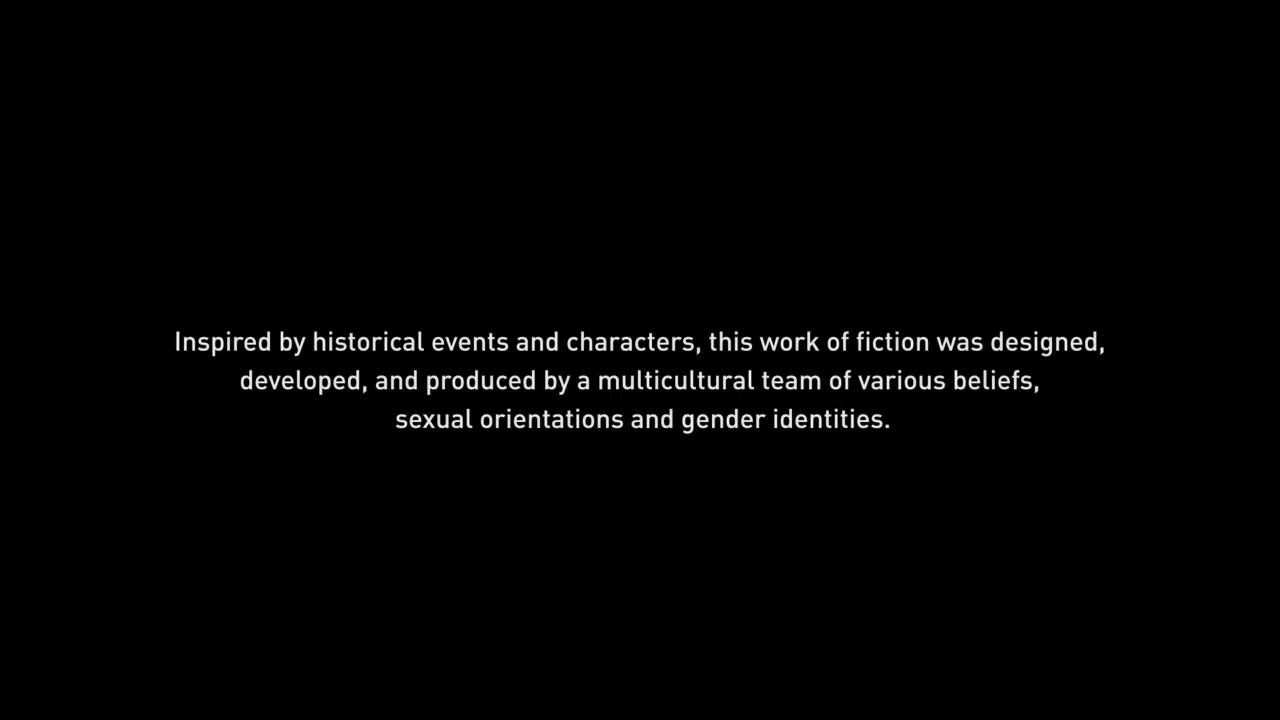 Inspired by historical events and characters, this work of fiction was designed,
developed, and produced by a multicultural team of various beliefs,
sexual orientations and gender identities.